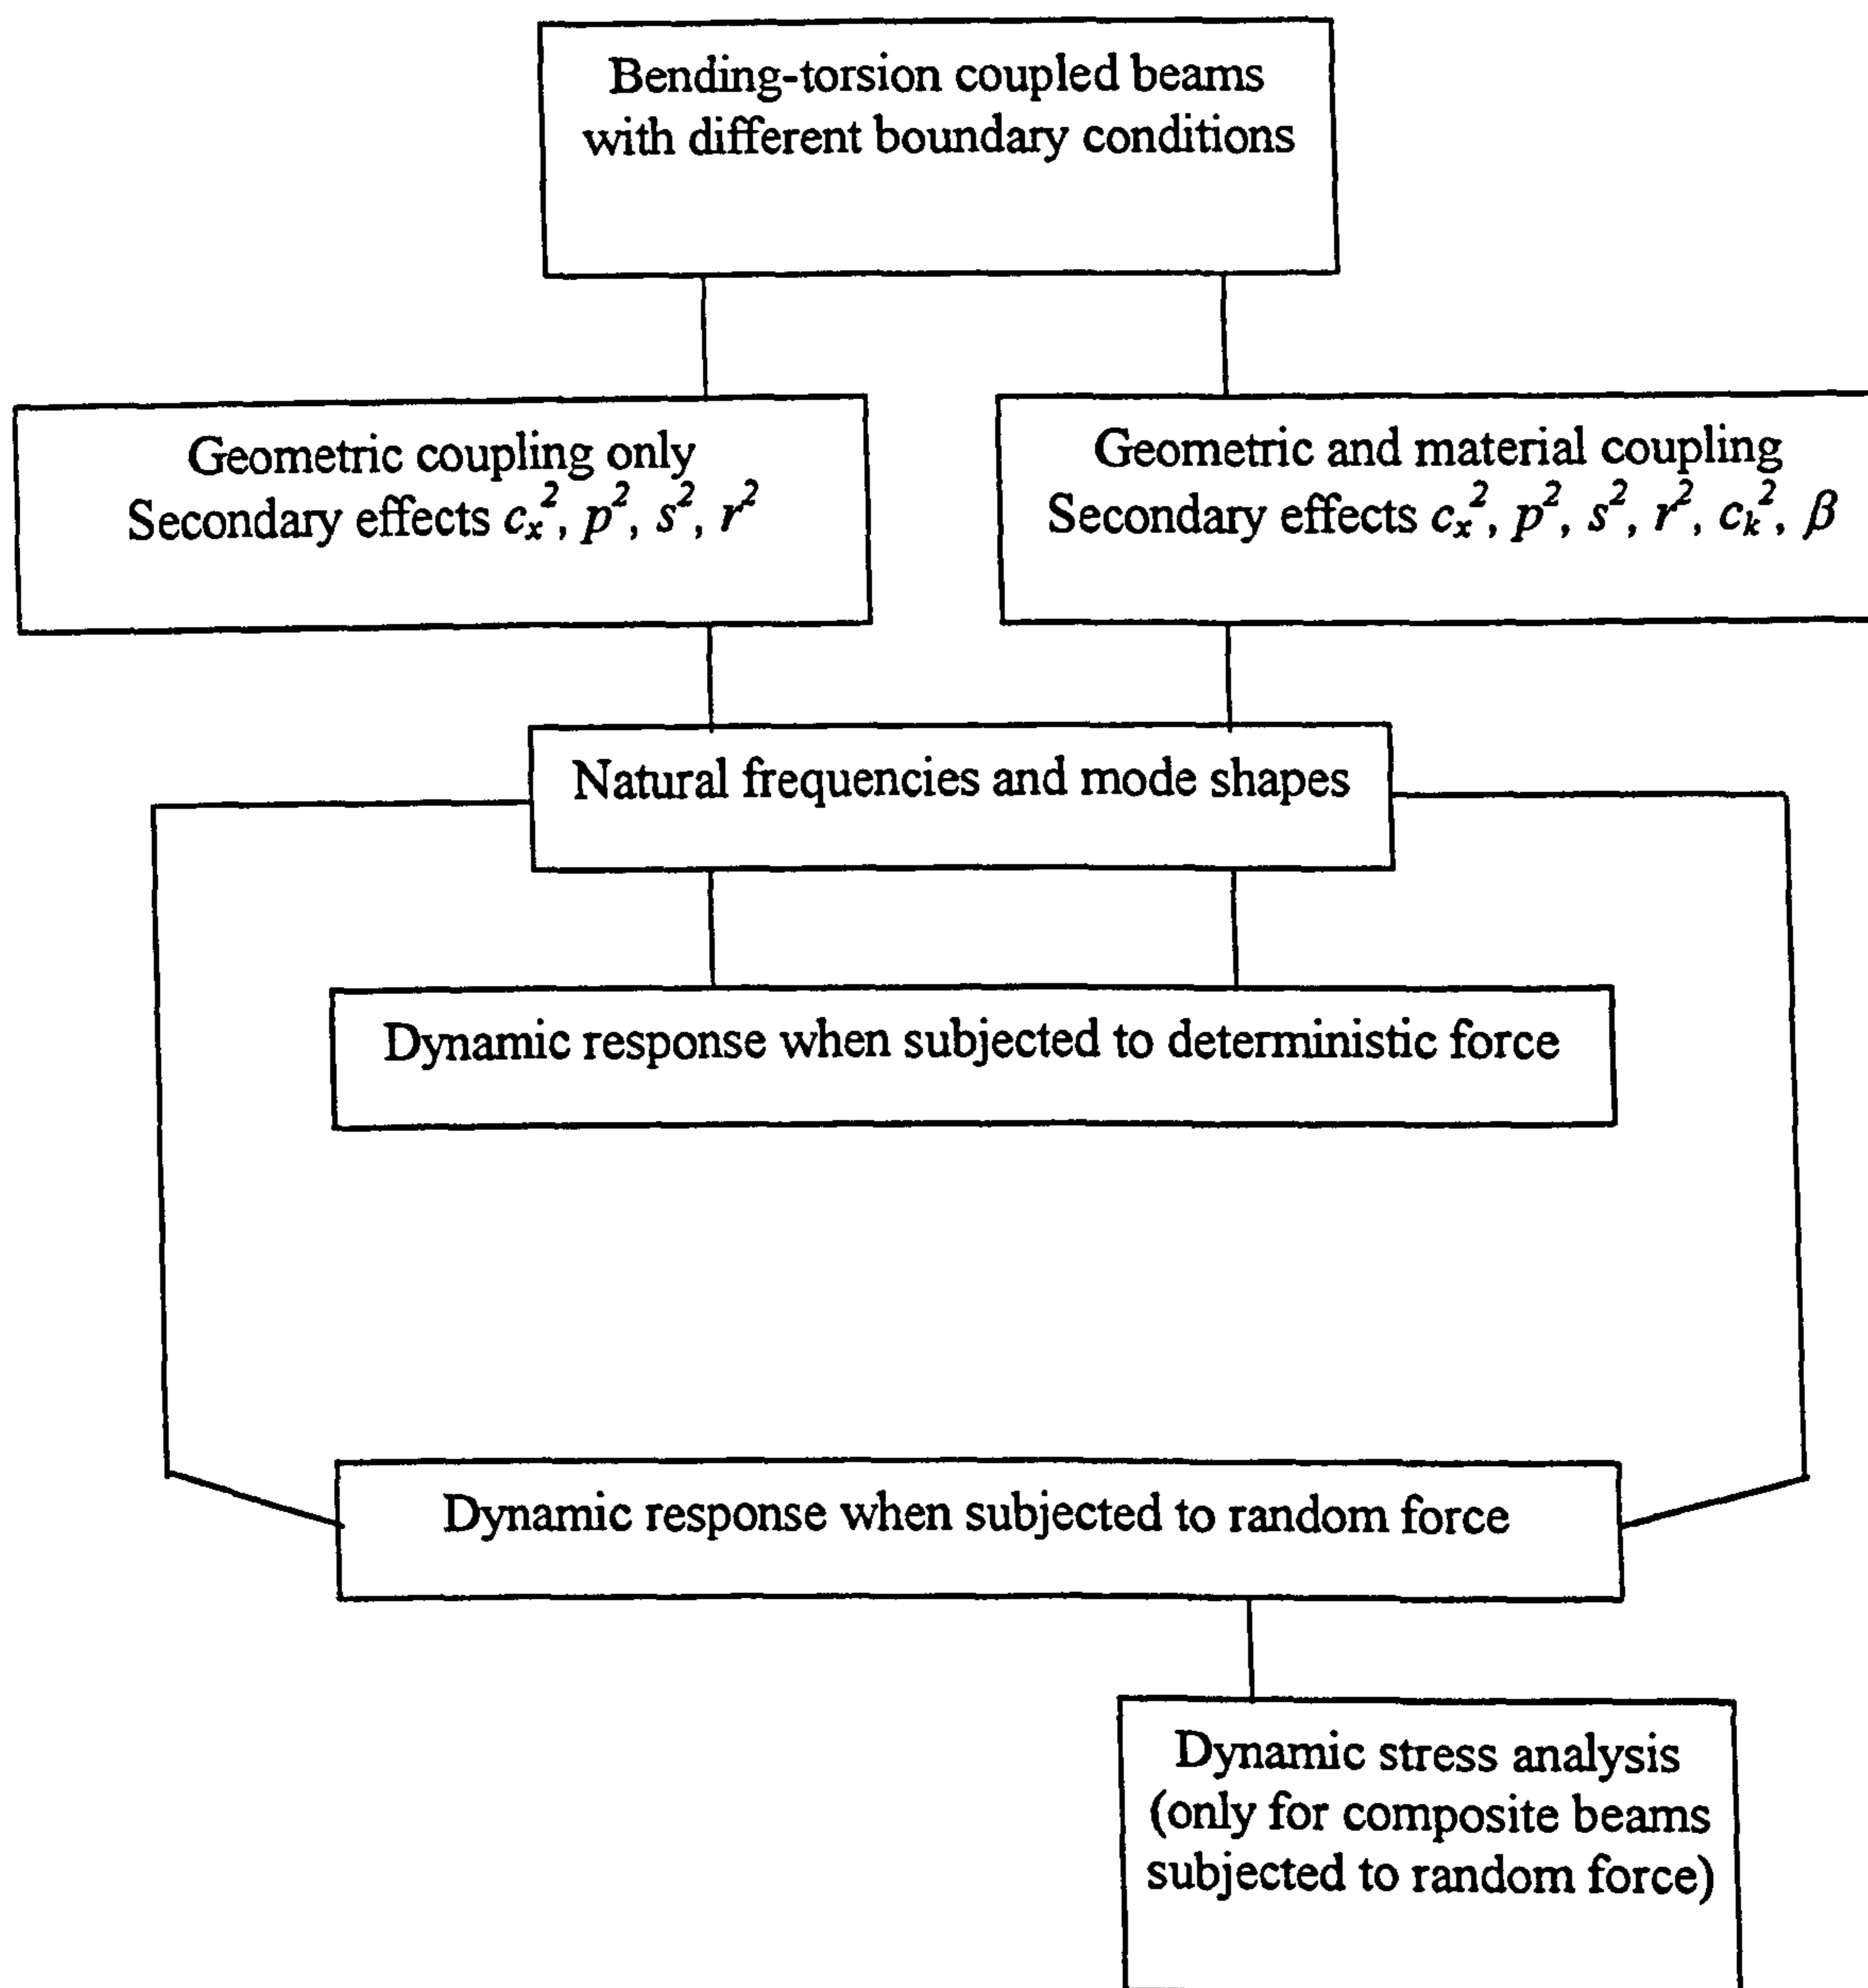 Bending-torsion coupled beams
with different boundary conditions
Geometric coupling only
Secondary effects cₓ², p², s², r²
Geometric and material coupling
Secondary effects cₓ², p², s², r², cₖ², β
Natural frequencies and mode shapes
Dynamic response when subjected to deterministic force
Dynamic response when subjected to random force
Dynamic stress analysis
(only for composite beams
subjected to random force)